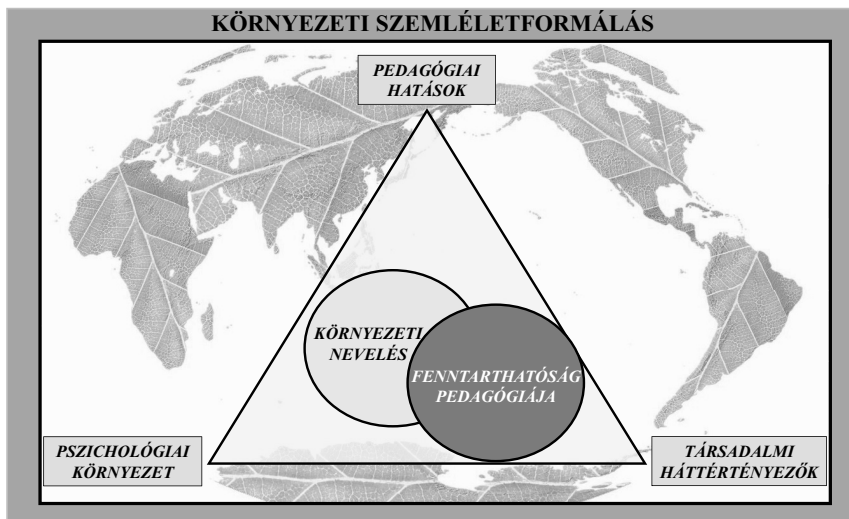 KÖRNYEZETI SZEMLÉLETFORMÁLÁS
PEDAGÓGIAI
HATÁSOK
KÖRNYEZETI
NEVELÉS
FENNTARTHATÓSÁG
PEDAGÓGIÁJA
PSZICHOLÓGIAI
KÖRNYEZET
TÁRSADALMI
HÁTTÉRTÉNYEZŐK